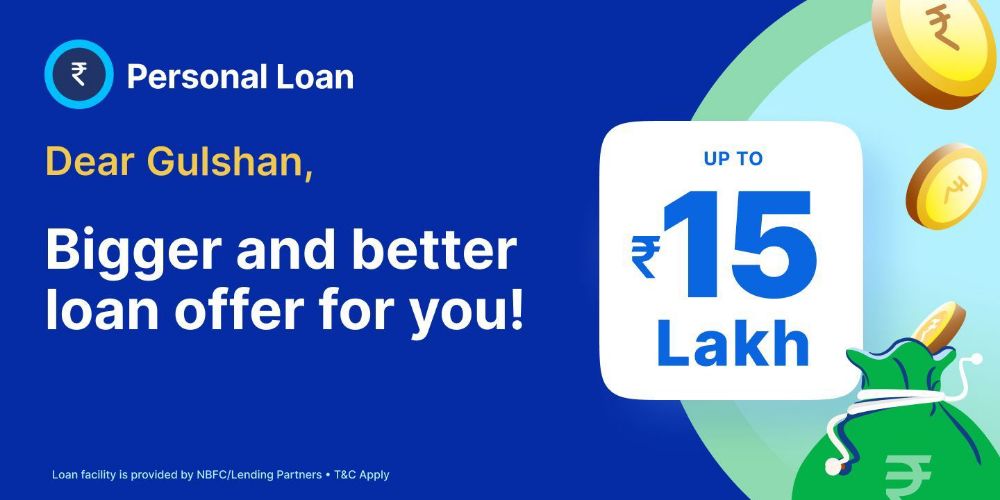 ₹ Personal Loan
Dear Gulshan,
Bigger and better
loan offer for you!
UP TO
₹15
Lakh
Loan facility is provided by NBFC/Lending Partners • T&C Apply
₹
₹
₹
₹